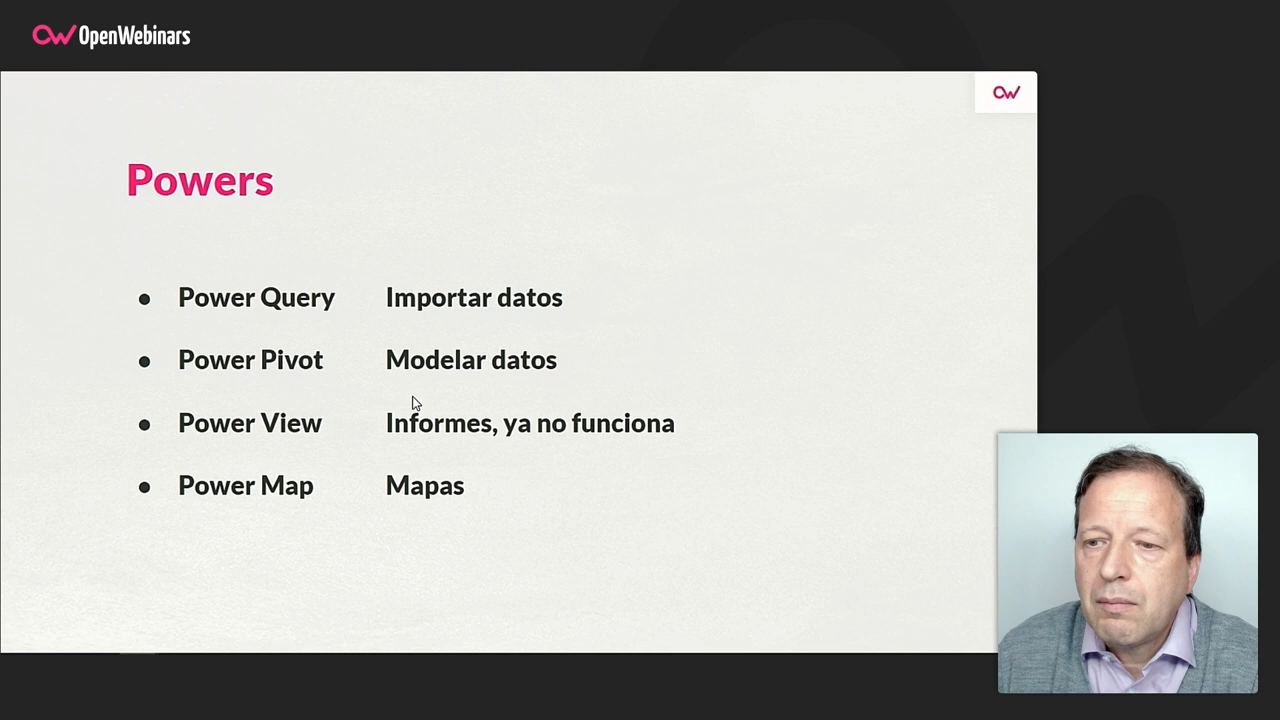 OpenWebinars
Powers
● Power Query Importar datos
● Power Pivot Modelar datos
● Power View Informes, ya no funciona
● Power Map Mapas